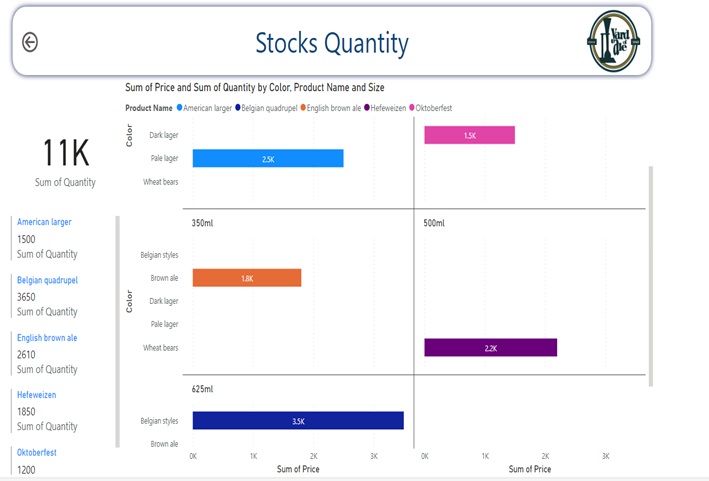 Stocks Quantity
Yard
of
Ale
Sum of Price and Sum of Quantity by Color, Product Name and Size
Product Name American larger Belgian quadrupel English brown ale Hefeweizen Oktoberfest
11K
Sum of Quantity
American larger
1500
Sum of Quantity
Belgian quadrupel
3650
Sum of Quantity
English brown ale
2610
Sum of Quantity
Hefeweizen
1850
Sum of Quantity
Oktoberfest
1200
Color
Dark lager
1.5K
Pale lager
2.5K
Wheat bears
350ml
500ml
Color
Belgian styles
Brown ale
1.8K
Dark lager
Pale lager
Wheat bears
2.2K
625ml
Belgian styles
3.5K
Brown ale
0K 1K 2K 3K
0K 1K 2K 3K
Sum of Price
Sum of Price